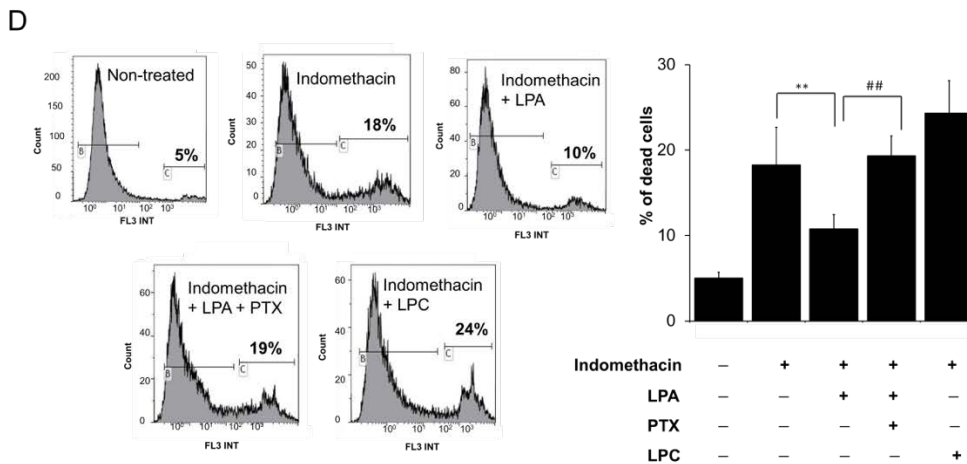 D
Non-treated
Count
200
150
100
50
0
B
5%
C
10⁰ 10¹ 10² 10³
FL3 INT
Indomethacin
Count
50
40
30
20
10
0
B
18%
C
10⁰ 10¹ 10² 10³
FL3 INT
Indomethacin
+ LPA
Count
80
60
40
20
0
B
10%
C
10⁰ 10¹ 10² 10³
FL3 INT
Indomethacin
+ LPA + PTX
Count
60
40
20
0
B
19%
C
10⁰ 10¹ 10² 10³
FL3 INT
Indomethacin
+ LPC
Count
60
40
20
0
B
24%
C
10⁰ 10¹ 10² 10³
FL3 INT
% of dead cells
30
20
10
0
**
##
Indomethacin – + + + +
LPA – – + + –
PTX – – – + –
LPC – – – – +